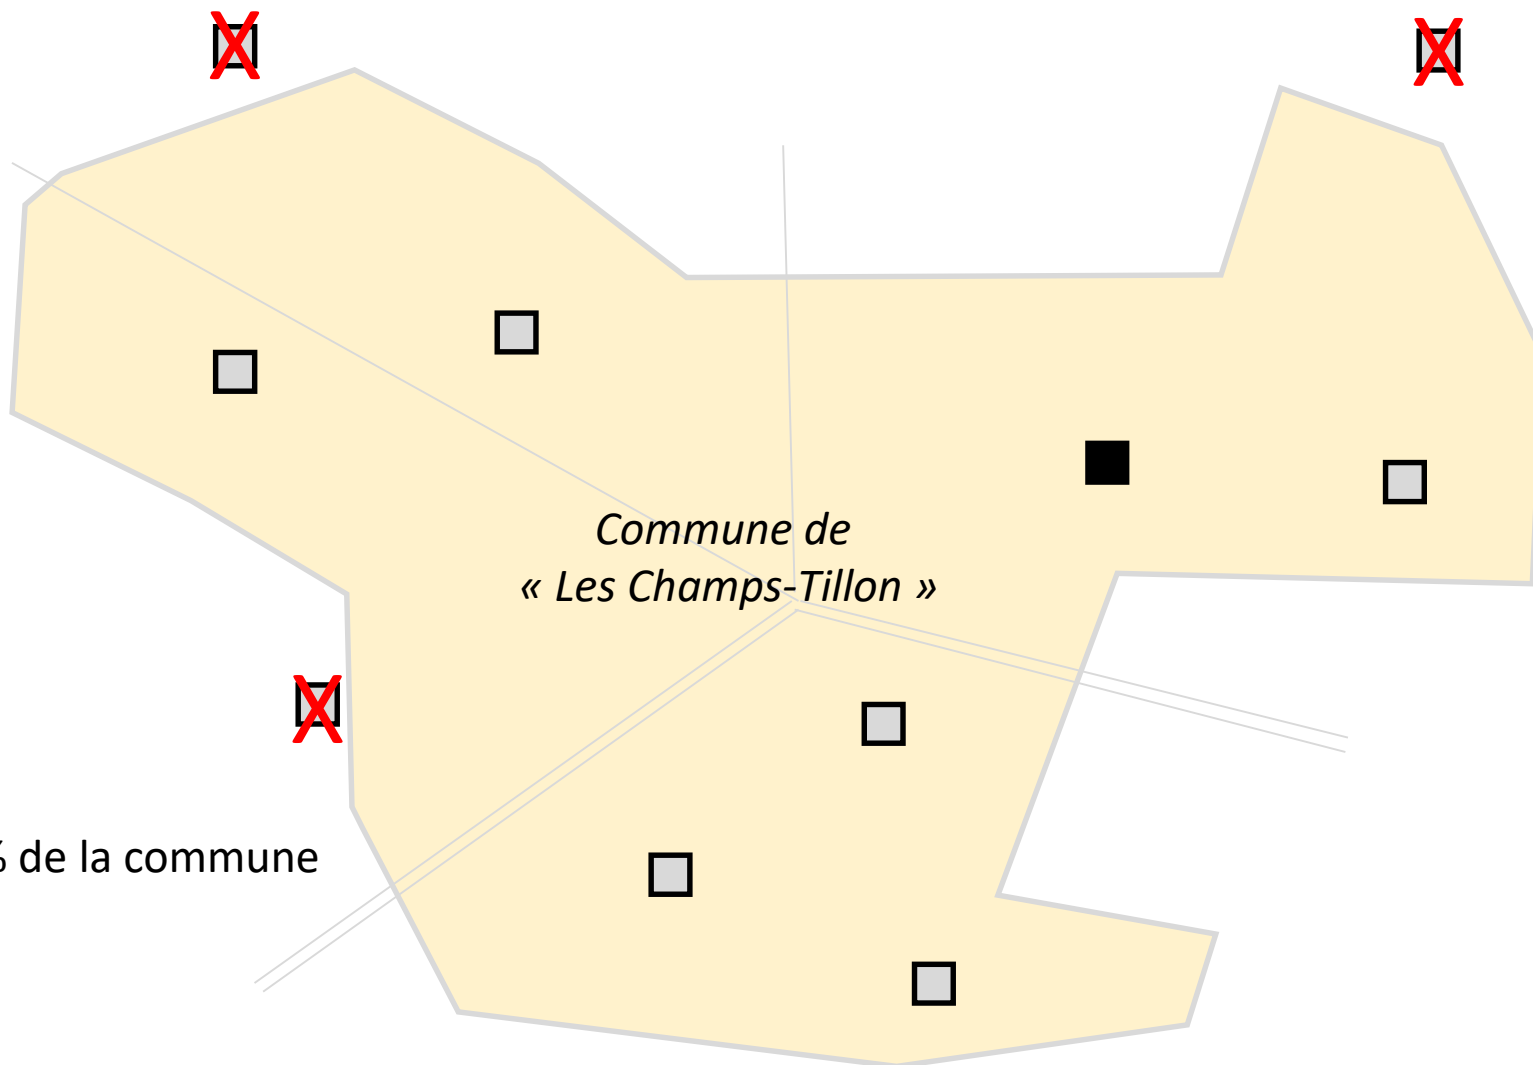 Commune de
« Les Champs-Tillon »
% de la commune